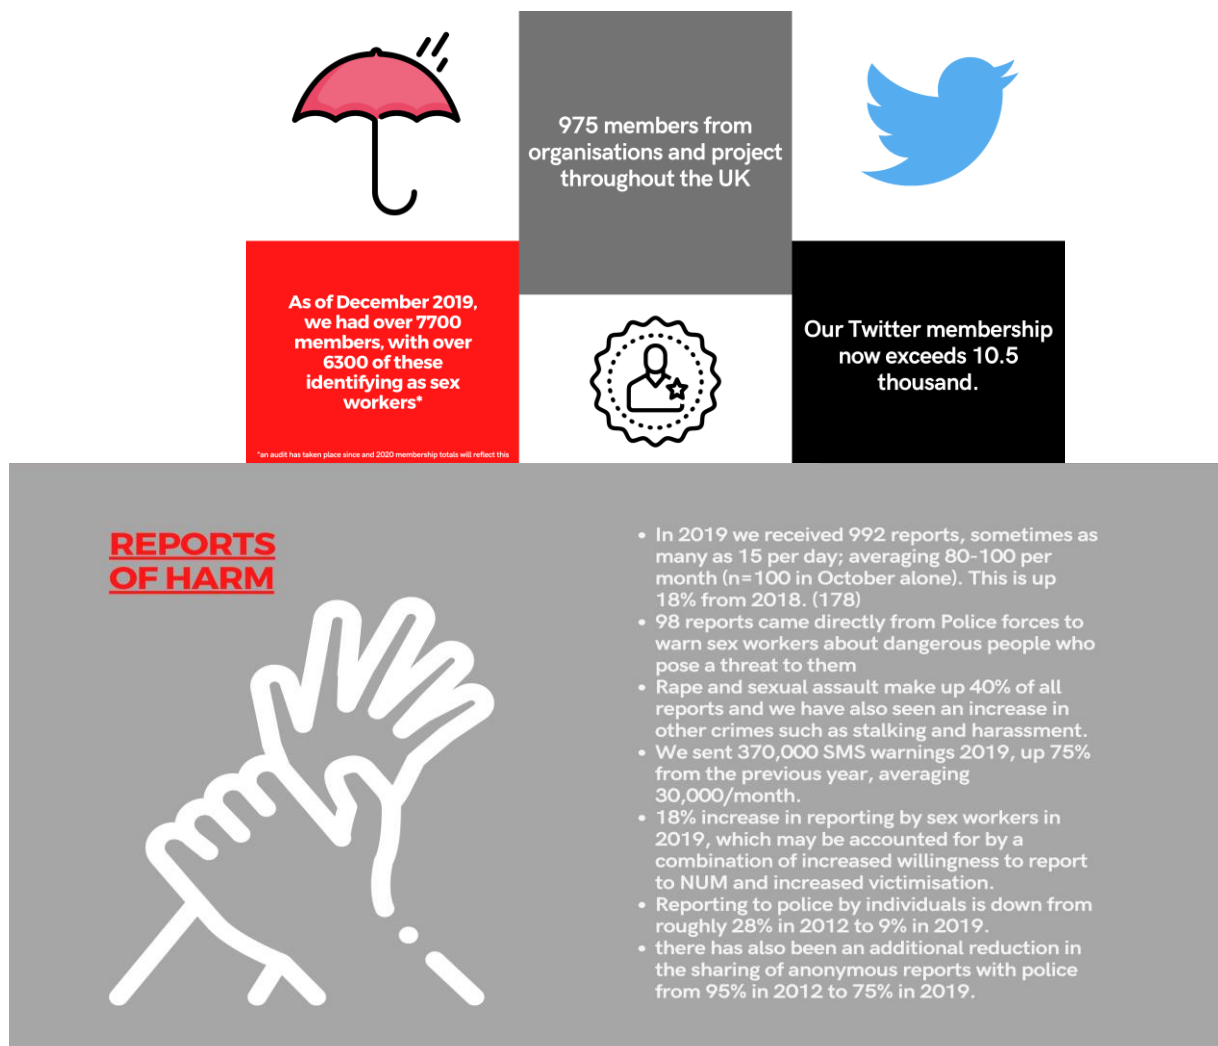 975 members from
organisations and project
throughout the UK
As of December 2019,
we had over 7700
members, with over
6300 of these
identifying as sex
workers*
*an audit has taken place since and 2020 membership totals will reflect this
Our Twitter membership
now exceeds 10.5
thousand.
REPORTS
OF HARM
• In 2019 we received 992 reports, sometimes as
many as 15 per day; averaging 80-100 per
month (n=100 in October alone). This is up
18% from 2018. (178)
• 98 reports came directly from Police forces to
warn sex workers about dangerous people who
pose a threat to them
• Rape and sexual assault make up 40% of all
reports and we have also seen an increase in
other crimes such as stalking and harassment.
• We sent 370,000 SMS warnings 2019, up 75%
from the previous year, averaging
30,000/month.
• 18% increase in reporting by sex workers in
2019, which may be accounted for by a
combination of increased willingness to report
to NUM and increased victimisation.
• Reporting to police by individuals is down from
roughly 28% in 2012 to 9% in 2019.
• there has also been an additional reduction in
the sharing of anonymous reports with police
from 95% in 2012 to 75% in 2019.